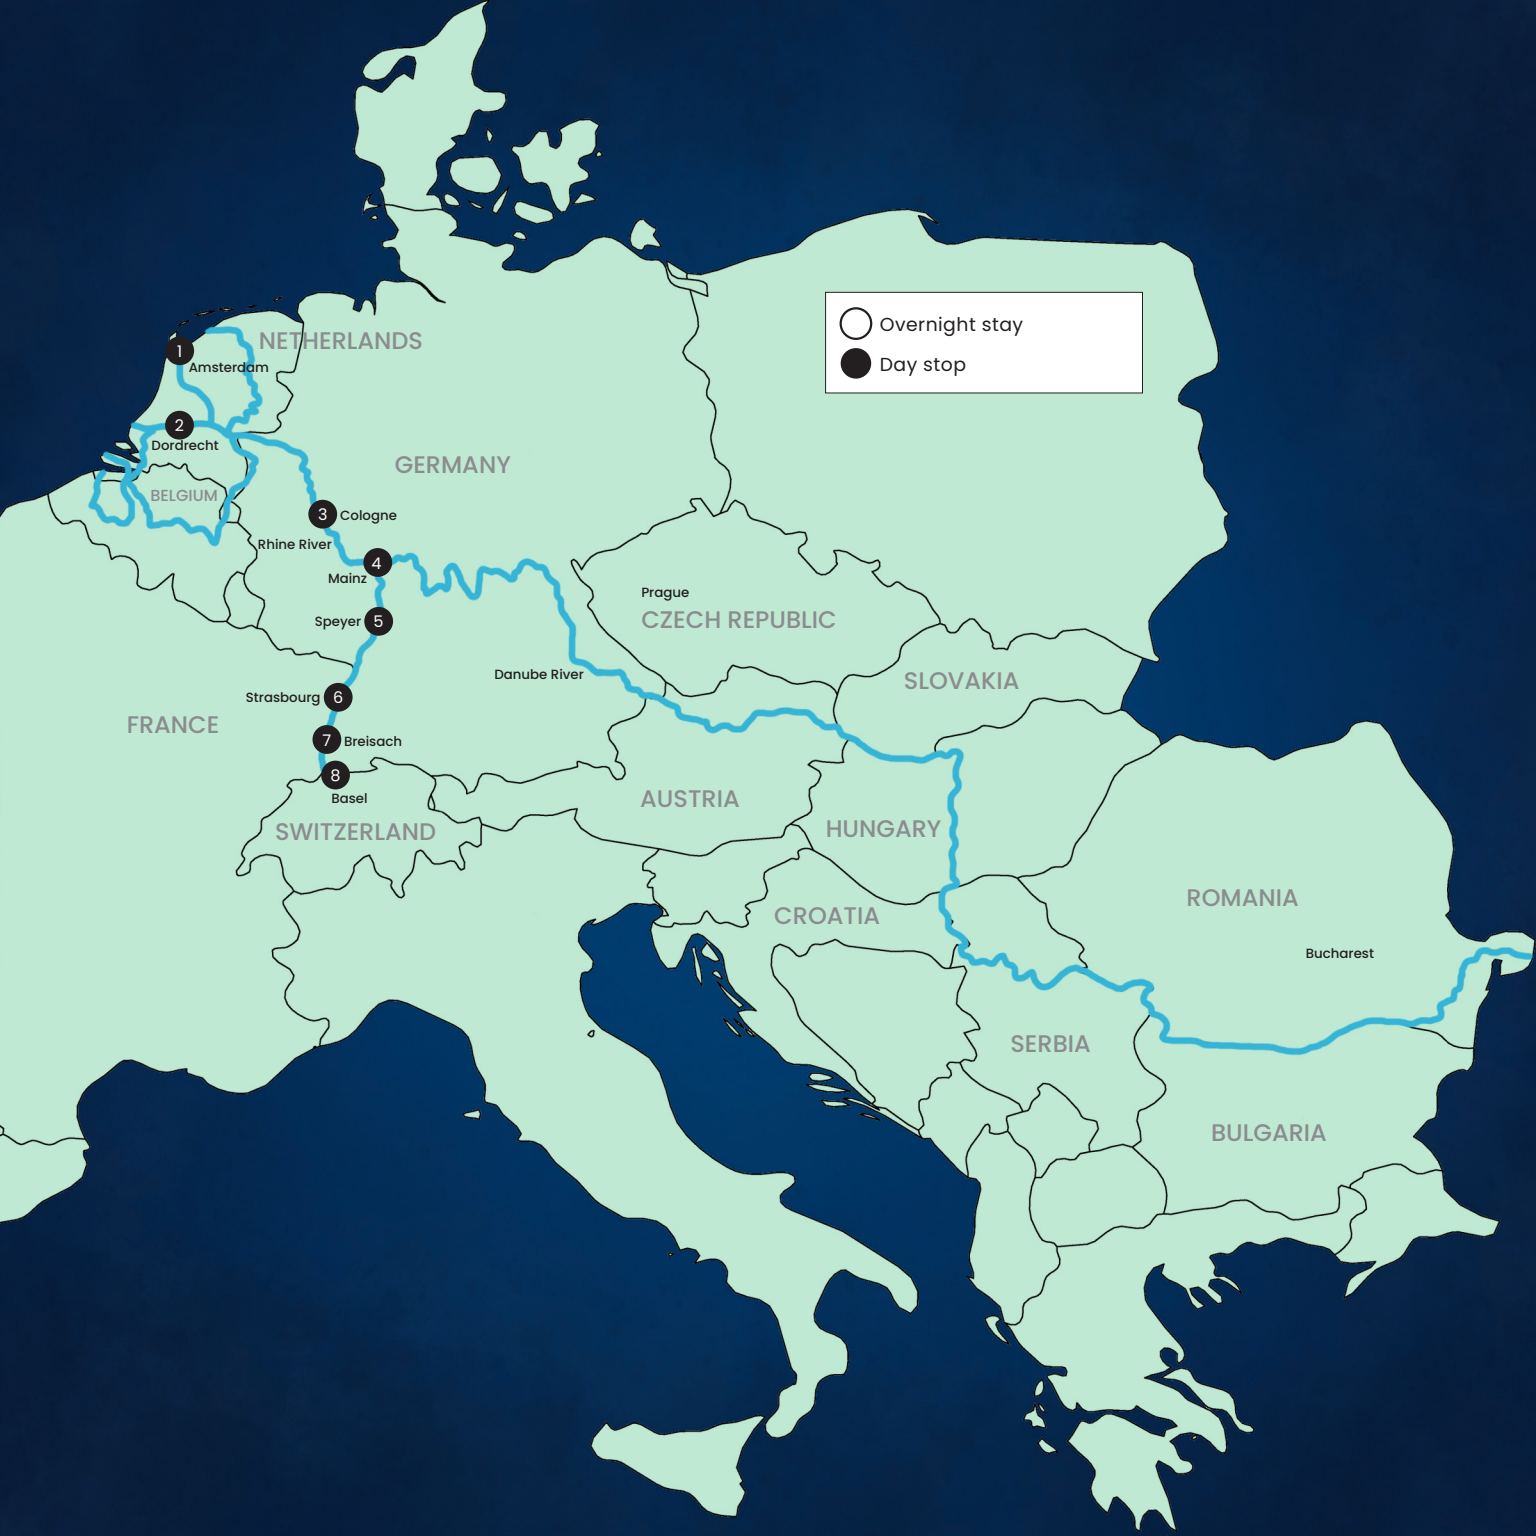 NETHERLANDS
1
Amsterdam
Overnight stay
Day stop
2
Dordrecht
GERMANY
BELGIUM
3 Cologne
Rhine River
4
Mainz
Prague
CZECH REPUBLIC
Speyer 5
Danube River
SLOVAKIA
Strasbourg 6
FRANCE
7 Breisach
8
Basel
AUSTRIA
SWITZERLAND
HUNGARY
ROMANIA
CROATIA
Bucharest
SERBIA
BULGARIA